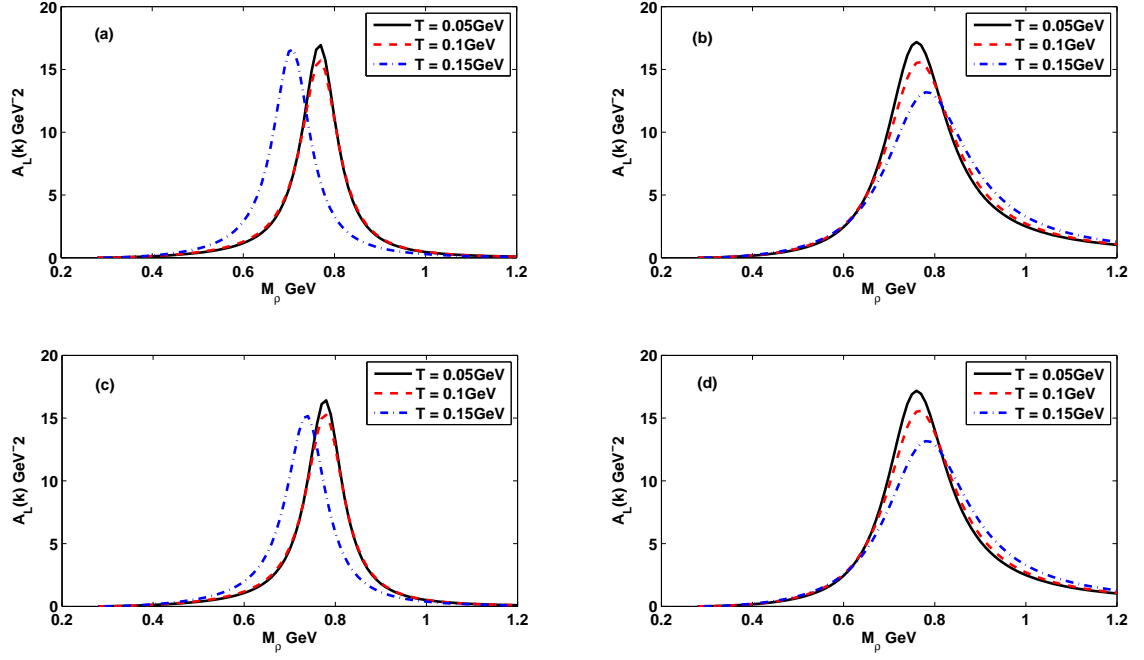 (a)
T = 0.05GeV
T = 0.1GeV
T = 0.15GeV
20
15
10
5
0
A_L(k) GeV^-2
0.2 0.4 0.6 0.8 1 1.2
M_ρ GeV
(b)
T = 0.05GeV
T = 0.1GeV
T = 0.15GeV
20
15
10
5
0
A_L(k) GeV^-2
0.2 0.4 0.6 0.8 1 1.2
M_ρ GeV
(c)
T = 0.05GeV
T = 0.1GeV
T = 0.15GeV
20
15
10
5
0
A_L(k) GeV^-2
0.2 0.4 0.6 0.8 1 1.2
M_ρ GeV
(d)
T = 0.05GeV
T = 0.1GeV
T = 0.15GeV
20
15
10
5
0
A_L(k) GeV^-2
0.2 0.4 0.6 0.8 1 1.2
M_ρ GeV